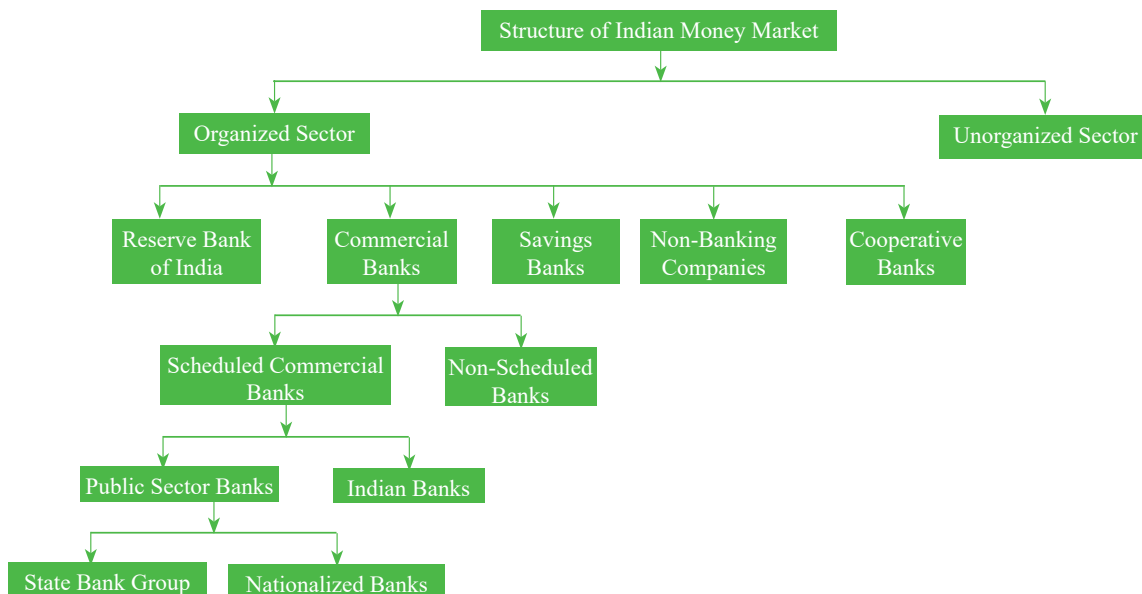 Structure of Indian Money Market
Organized Sector
Unorganized Sector
Reserve Bank
of India
Commercial
Banks
Savings
Banks
Non-Banking
Companies
Cooperative
Banks
Scheduled Commercial
Banks
Non-Scheduled
Banks
Public Sector Banks
Indian Banks
State Bank Group
Nationalized Banks